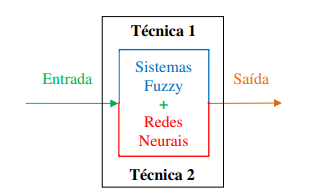 Técnica 1
Entrada
Sistemas
Fuzzy
+
Redes
Neurais
Saída
Técnica 2